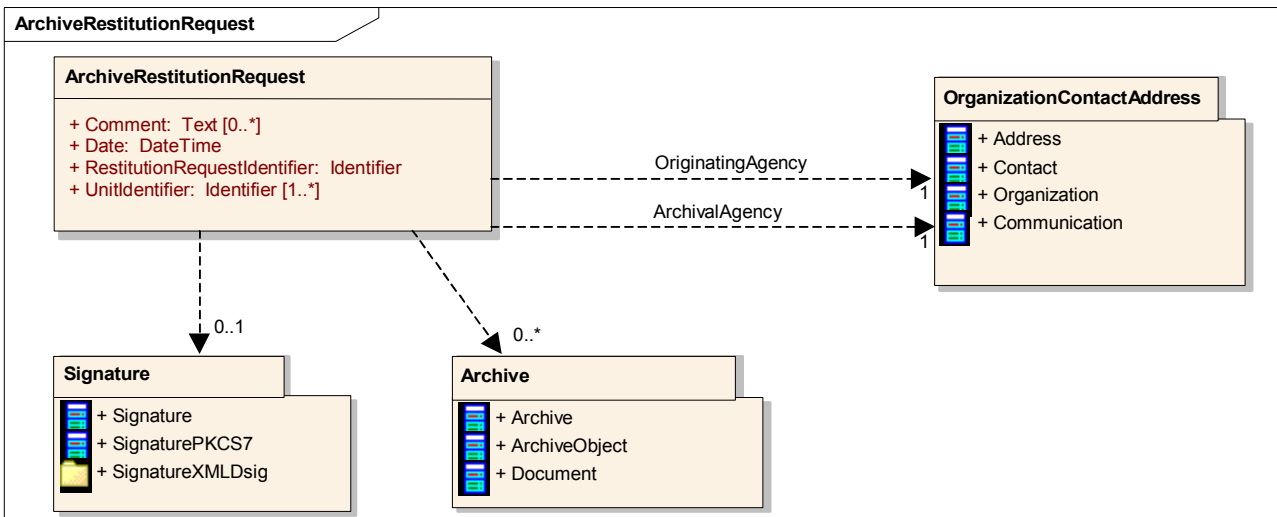 ArchiveRestitutionRequest
ArchiveRestitutionRequest
+ Comment: Text [0..*]
+ Date: DateTime
+ RestitutionRequestIdentifier: Identifier
+ UnitIdentifier: Identifier [1..*]
OriginatingAgency
1
ArchivalAgency
1
OrganizationContactAddress
+ Address
+ Contact
+ Organization
+ Communication
0..1
0..*
Signature
+ Signature
+ SignaturePKCS7
+ SignatureXMLDsig
Archive
+ Archive
+ ArchiveObject
+ Document